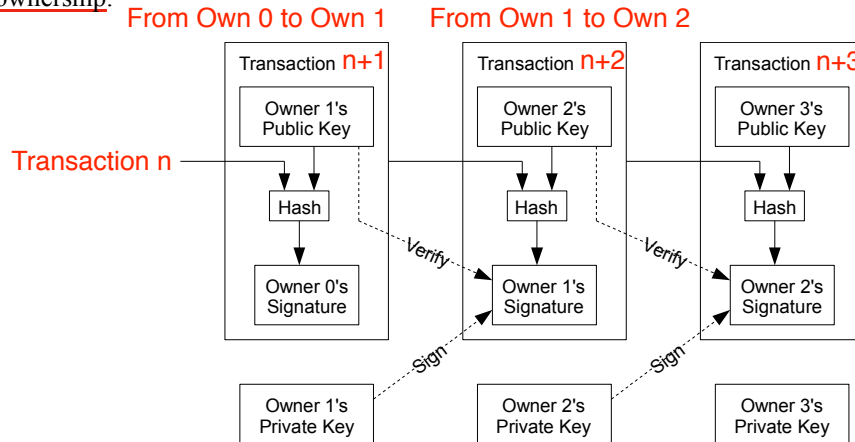 ownership.
From Own 0 to Own 1 From Own 1 to Own 2
Transaction n+1 Transaction n+2 Transaction n+3
Owner 1's Owner 2's Owner 3's
Public Key Public Key Public Key
Transaction n
Hash Hash Hash
Verify Verify
Owner 0's Owner 1's Owner 2's
Signature Signature Signature
Sign Sign
Owner 1's Owner 2's Owner 3's
Private Key Private Key Private Key